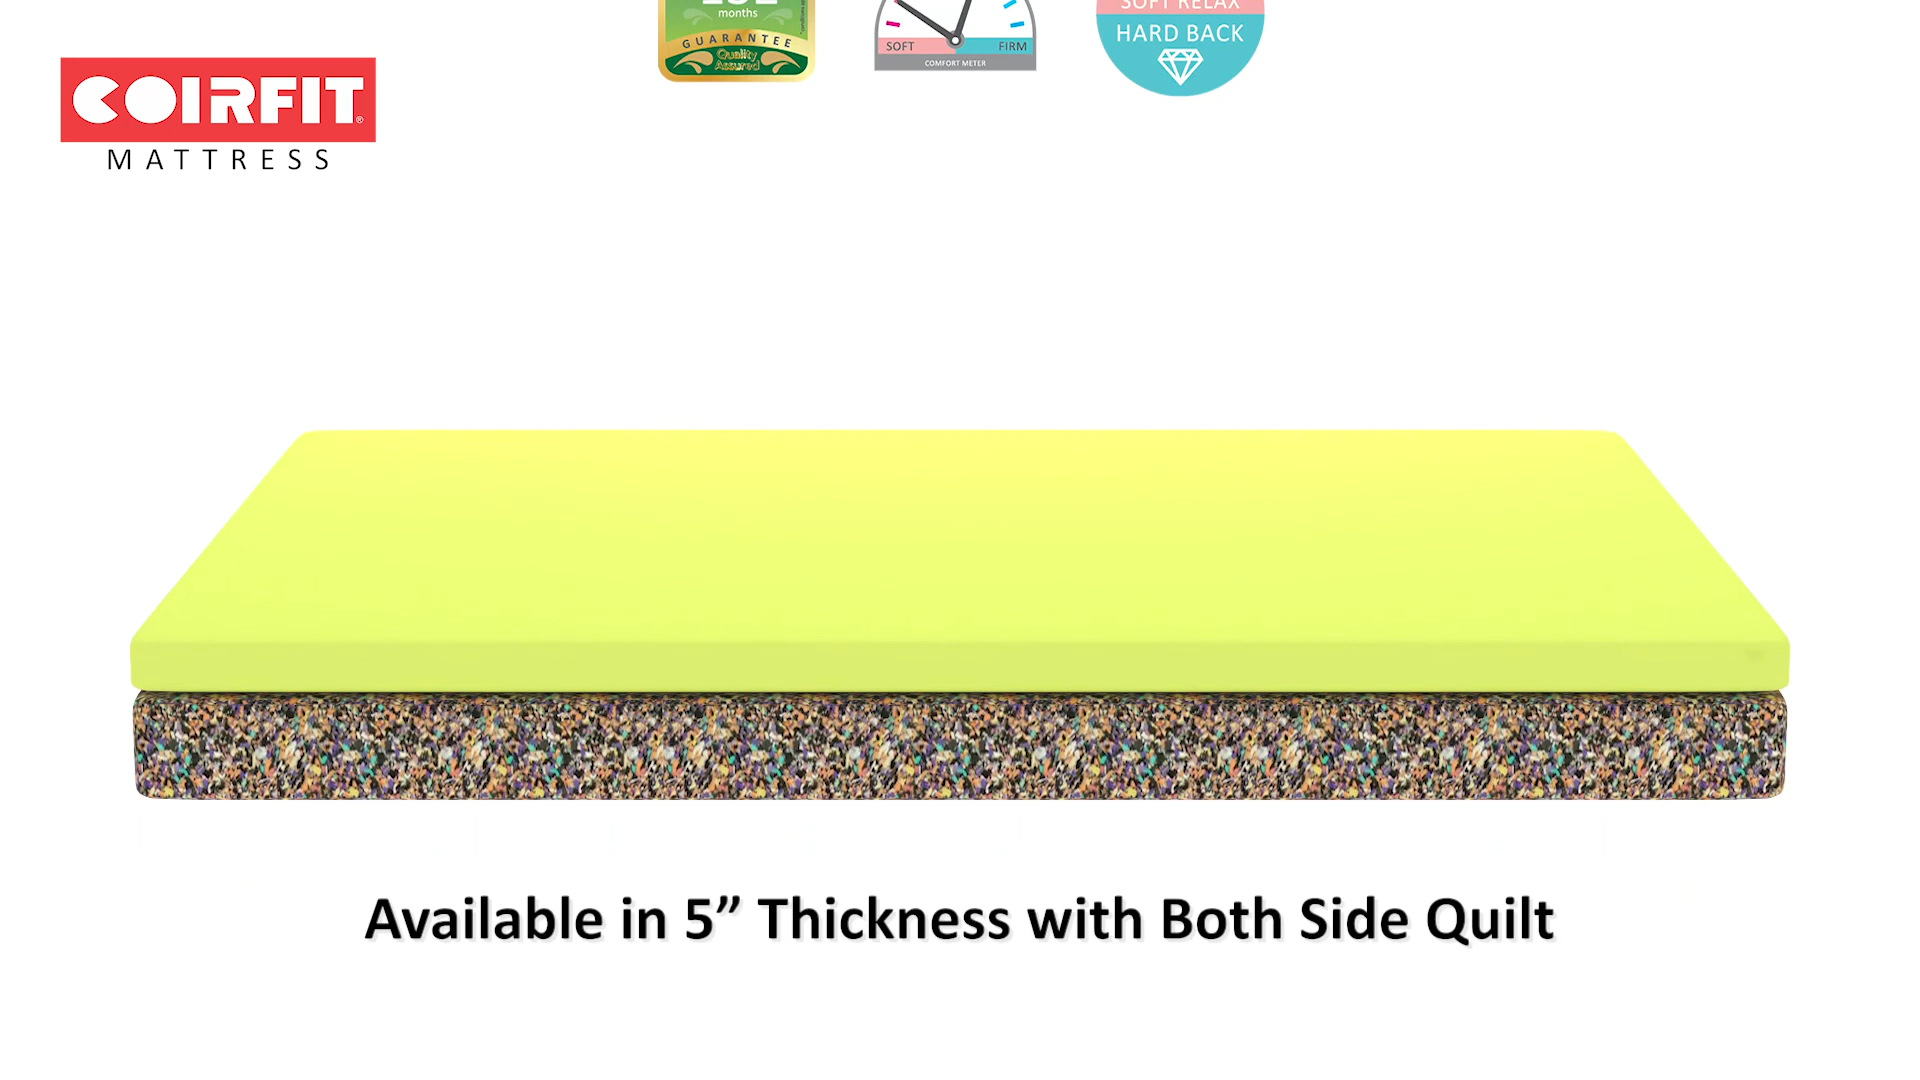 months
GUARANTEE
Quality
Assured
SOFT
FIRM
COMFORT METER
SOFT RELAX
HARD BACK
COIRFIT®
MATTRESS
Available in 5” Thickness with Both Side Quilt